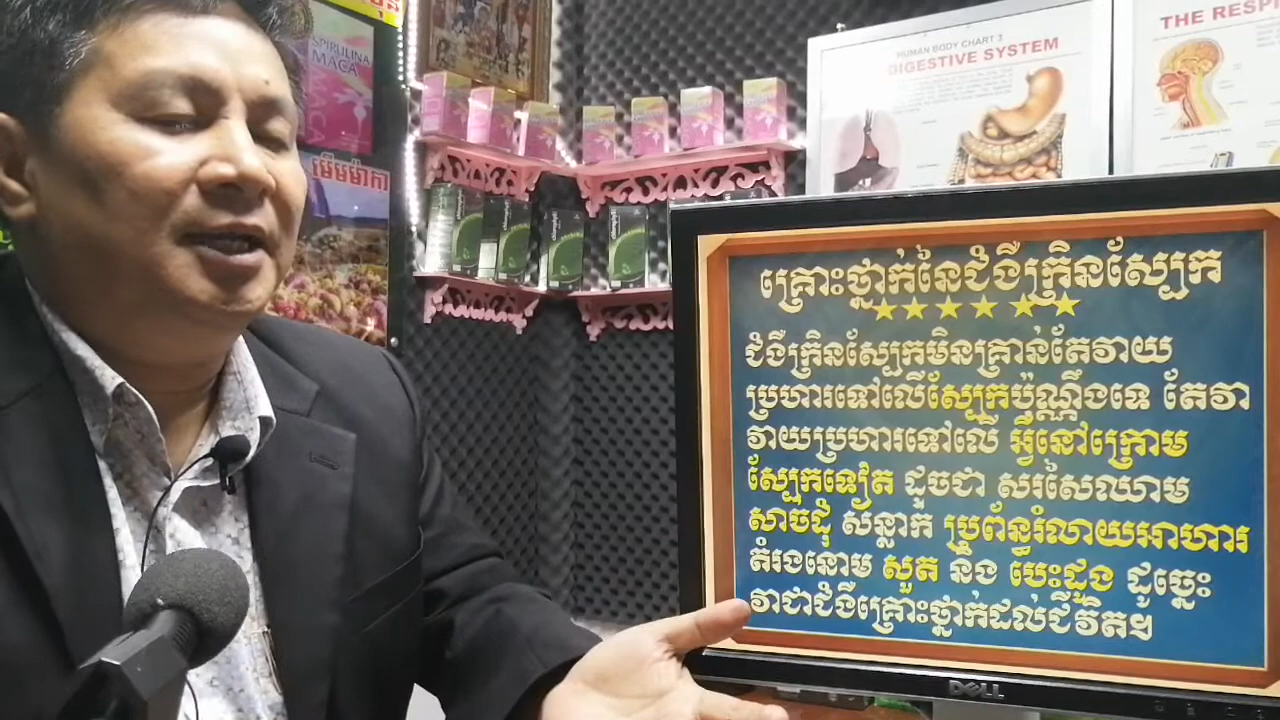 SPIRULINA
MACA
មើមម៉ាកា
HUMAN BODY CHART 3
DIGESTIVE SYSTEM
THE RESPI
គ្រោះថ្នាក់នៃជំងឺក្រិនស្បែក
ជំងឺក្រិនស្បែកមិនគ្រាន់តែវាយ
ប្រហារទៅលើស្បែកប៉ុណ្ណឹងទេ តែវា
វាយប្រហារទៅលើ អ្វីនៅក្រោម
ស្បែកទៀត ដូចជា សរសៃឈាម
សាច់ដុំ សន្លាក់ ប្រព័ន្ធរំលាយអាហារ
តំរងនោម សួត និង បេះដូង ដូច្នេះ
វាជាជំងឺគ្រោះថ្នាក់ដល់ជីវិត។
DELL